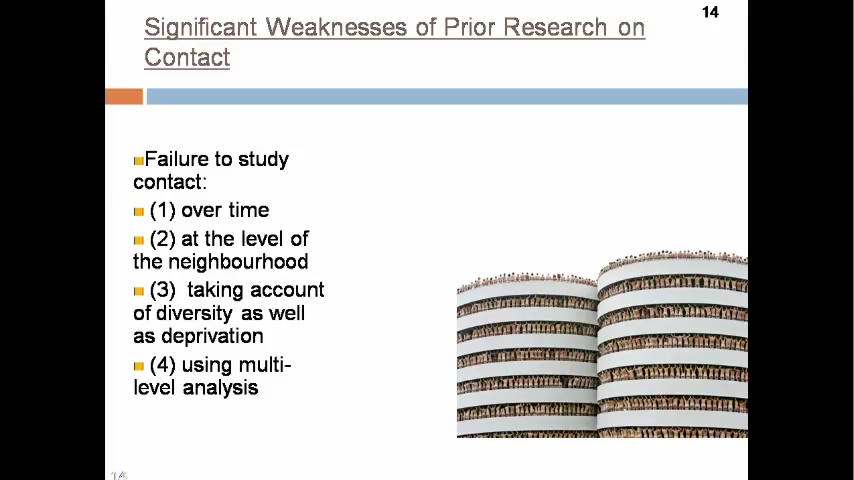 14
Significant Weaknesses of Prior Research on
Contact
Failure to study
contact:
(1) over time
(2) at the level of
the neighbourhood
(3) taking account
of diversity as well
as deprivation
(4) using multi-
level analysis
14